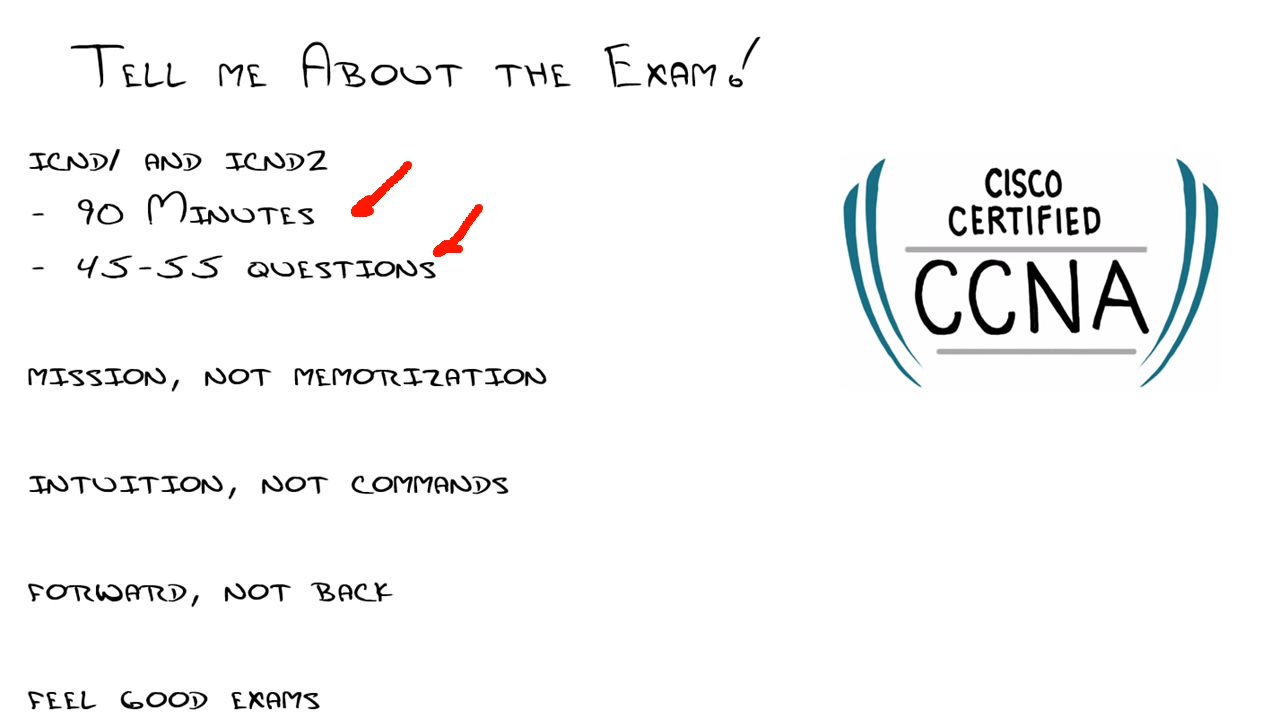 TELL ME ABOUT THE EXAM!
ICND1 AND ICND2
- 90 MINUTES
- 45-55 QUESTIONS
MISSION, NOT MEMORIZATION
INTUITION, NOT COMMANDS
FORWARD, NOT BACK
FEEL GOOD EXAMS
CISCO
CERTIFIED
CCNA